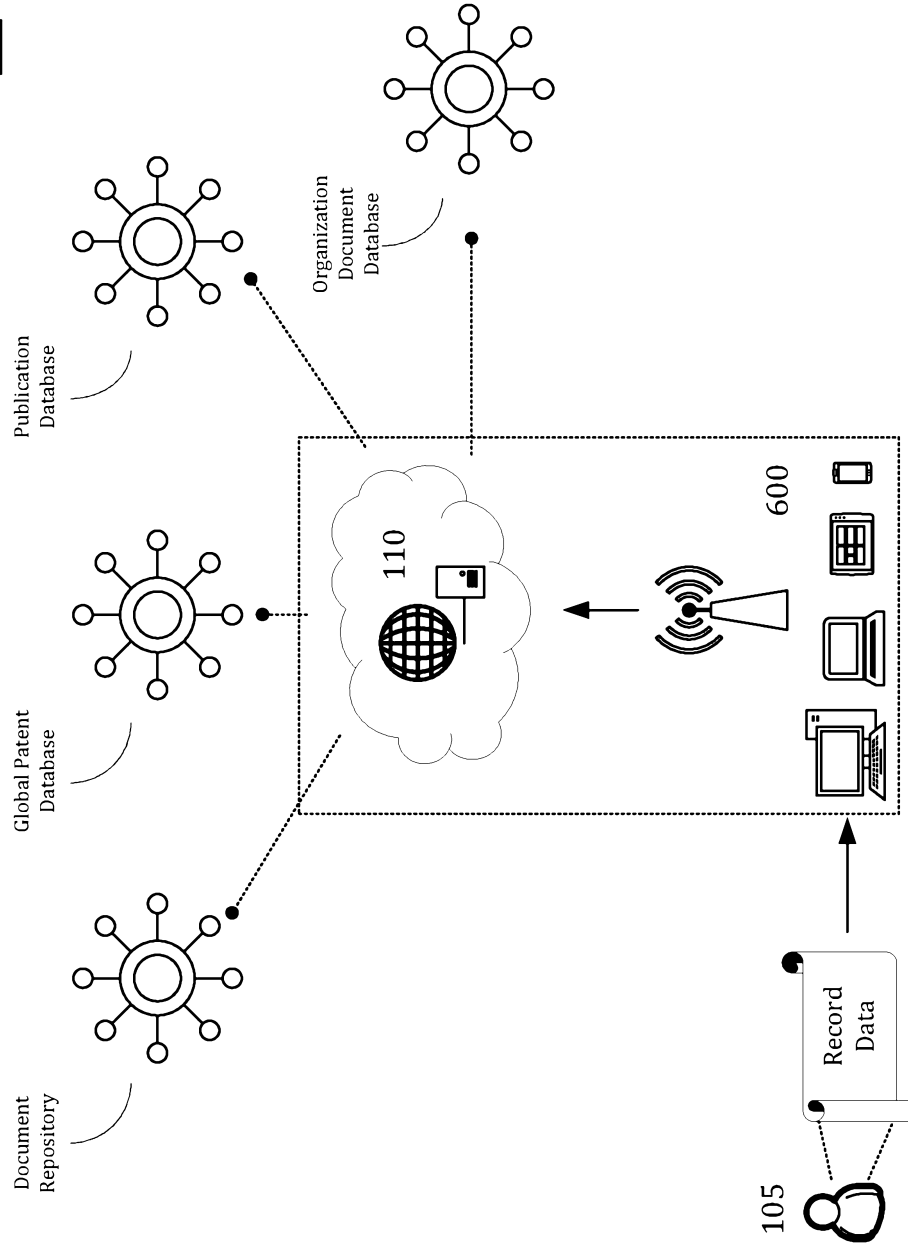 Document
Repository
Global Patent
Database
Publication
Database
Organization
Document
Database
110
600
105
Record
Data